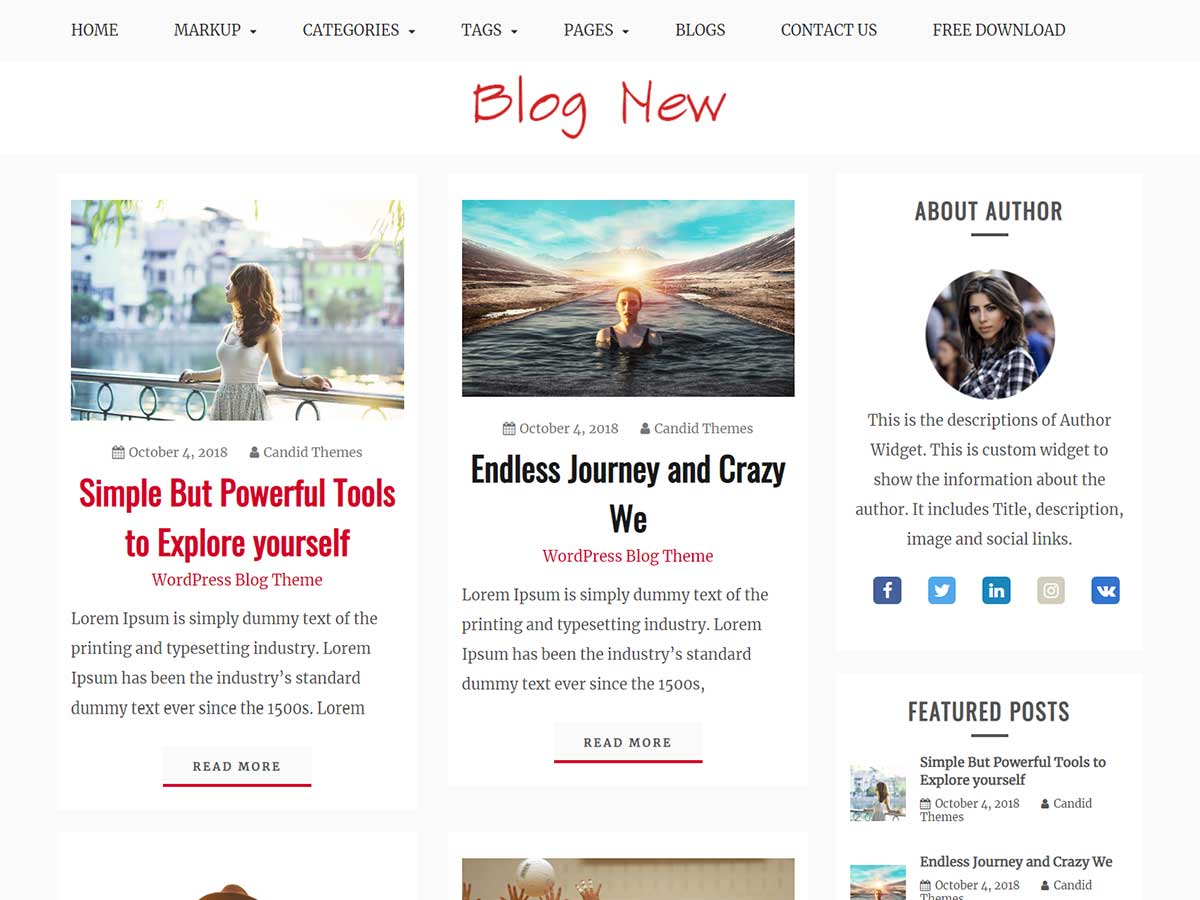 HOME MARKUP CATEGORIES TAGS PAGES BLOGS CONTACT US FREE DOWNLOAD
Blog New
October 4, 2018 Candid Themes
Simple But Powerful Tools
to Explore yourself
WordPress Blog Theme
Lorem Ipsum is simply dummy text of the
printing and typesetting industry. Lorem
Ipsum has been the industry’s standard
dummy text ever since the 1500s. Lorem
READ MORE
October 4, 2018 Candid Themes
Endless Journey and Crazy
We
WordPress Blog Theme
Lorem Ipsum is simply dummy text of the
printing and typesetting industry. Lorem
Ipsum has been the industry’s standard
dummy text ever since the 1500s,
READ MORE
ABOUT AUTHOR
This is the descriptions of Author
Widget. This is custom widget to
show the information about the
author. It includes Title, description,
image and social links.
FEATURED POSTS
Simple But Powerful Tools to
Explore yourself
October 4, 2018 Candid
Themes
Endless Journey and Crazy We
October 4, 2018 Candid
Themes